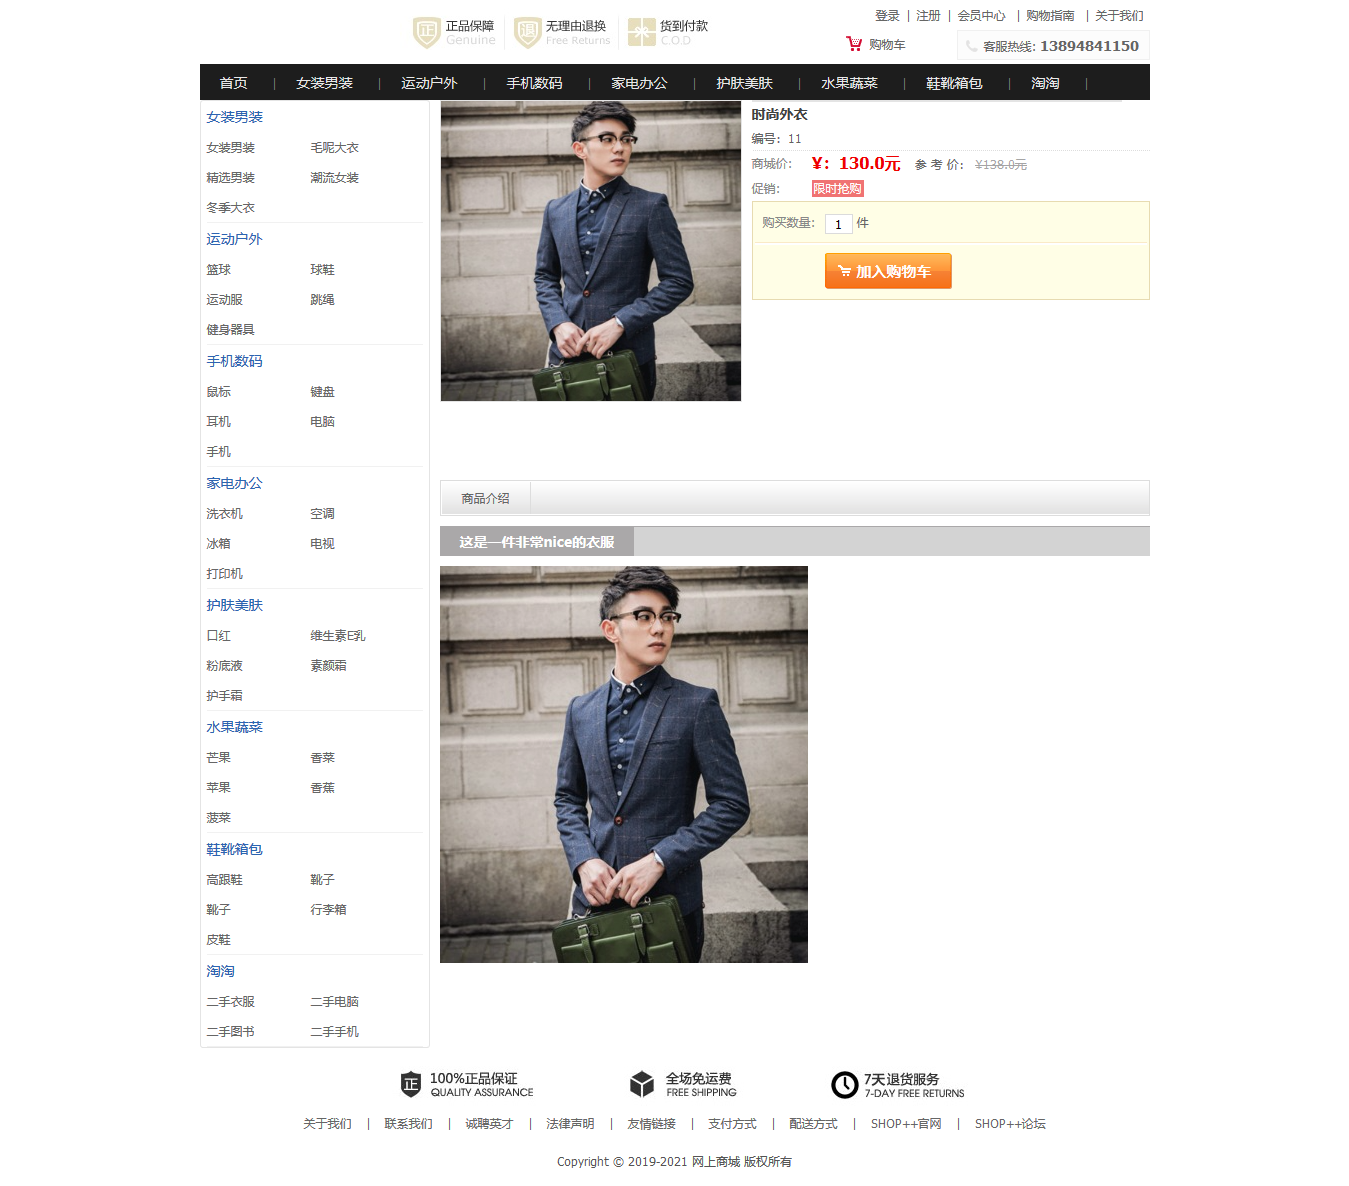 正品保障
Genuine
无理由退换
Free Returns
货到付款
C.O.D
登录 | 注册 | 会员中心 | 购物指南 | 关于我们
购物车
客服热线: 13894841150
首页 | 女装男装 | 运动户外 | 手机数码 | 家电办公 | 护肤美肤 | 水果蔬菜 | 鞋靴箱包 | 淘淘 |
女装男装
女装男装 毛呢大衣
精选男装 潮流女装
冬季大衣
运动户外
篮球 球鞋
运动服 跳绳
健身器具
手机数码
鼠标 键盘
耳机 电脑
手机
家电办公
洗衣机 空调
冰箱 电视
打印机
护肤美肤
口红 维生素E乳
粉底液 素颜霜
护手霜
水果蔬菜
芒果 香菜
苹果 香蕉
菠菜
鞋靴箱包
高跟鞋 靴子
靴子 行李箱
皮鞋
淘淘
二手衣服 二手电脑
二手图书 二手手机
时尚外衣
编号：11
商城价： ¥：130.0元 参 考 价： ¥138.0元
促销： 限时抢购
购买数量： 1 件
加入购物车
商品介绍
这是一件非常nice的衣服
正 100%正品保证
QUALITY ASSURANCE
全场免运费
FREE SHIPPING
7天退货服务
7-DAY FREE RETURNS
关于我们 | 联系我们 | 诚聘英才 | 法律声明 | 友情链接 | 支付方式 | 配送方式 | SHOP++官网 | SHOP++论坛
Copyright © 2019-2021 网上商城 版权所有